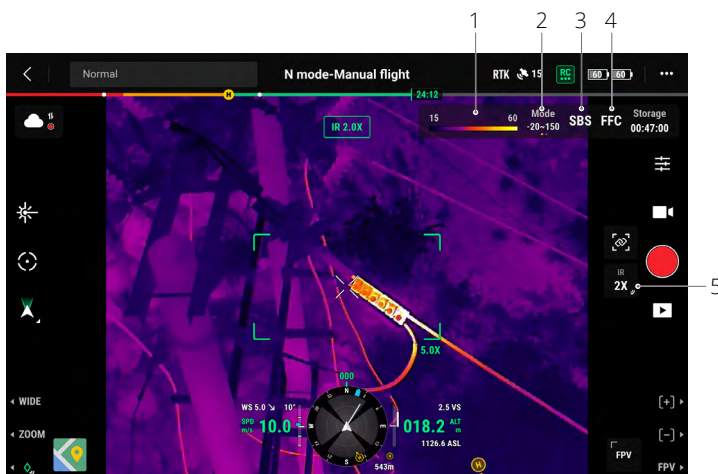 1 2 3 4
Normal
N mode-Manual flight
RTK 15 RC 60 60
24:12
IR 2.0X
15 60
Mode
-20~150
SBS FFC
Storage
00:47:00
IR
2X
5
5.0X
000
WS 5.0 ↘ 10°
2.5 VS
SPD
m/s
10.0
018.2
ALT
m
1126.6 ASL
N
E
S
W
543m
H
H
WIDE
ZOOM
[+]
[-]
FPV
FPV